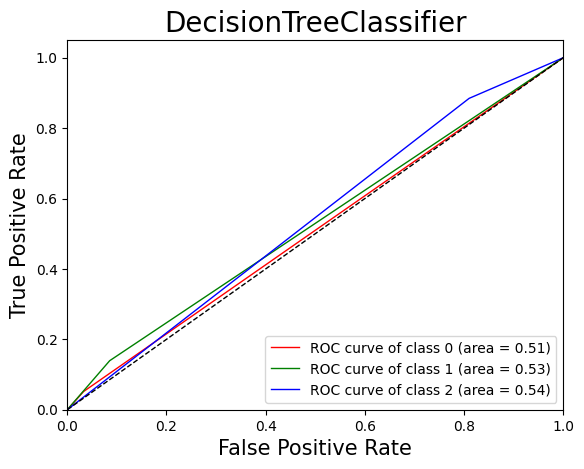 DecisionTreeClassifier
True Positive Rate
1.0
0.8
0.6
0.4
0.2
0.0
ROC curve of class 0 (area = 0.51)
ROC curve of class 1 (area = 0.53)
ROC curve of class 2 (area = 0.54)
0.0 0.2 0.4 0.6 0.8 1.0
False Positive Rate